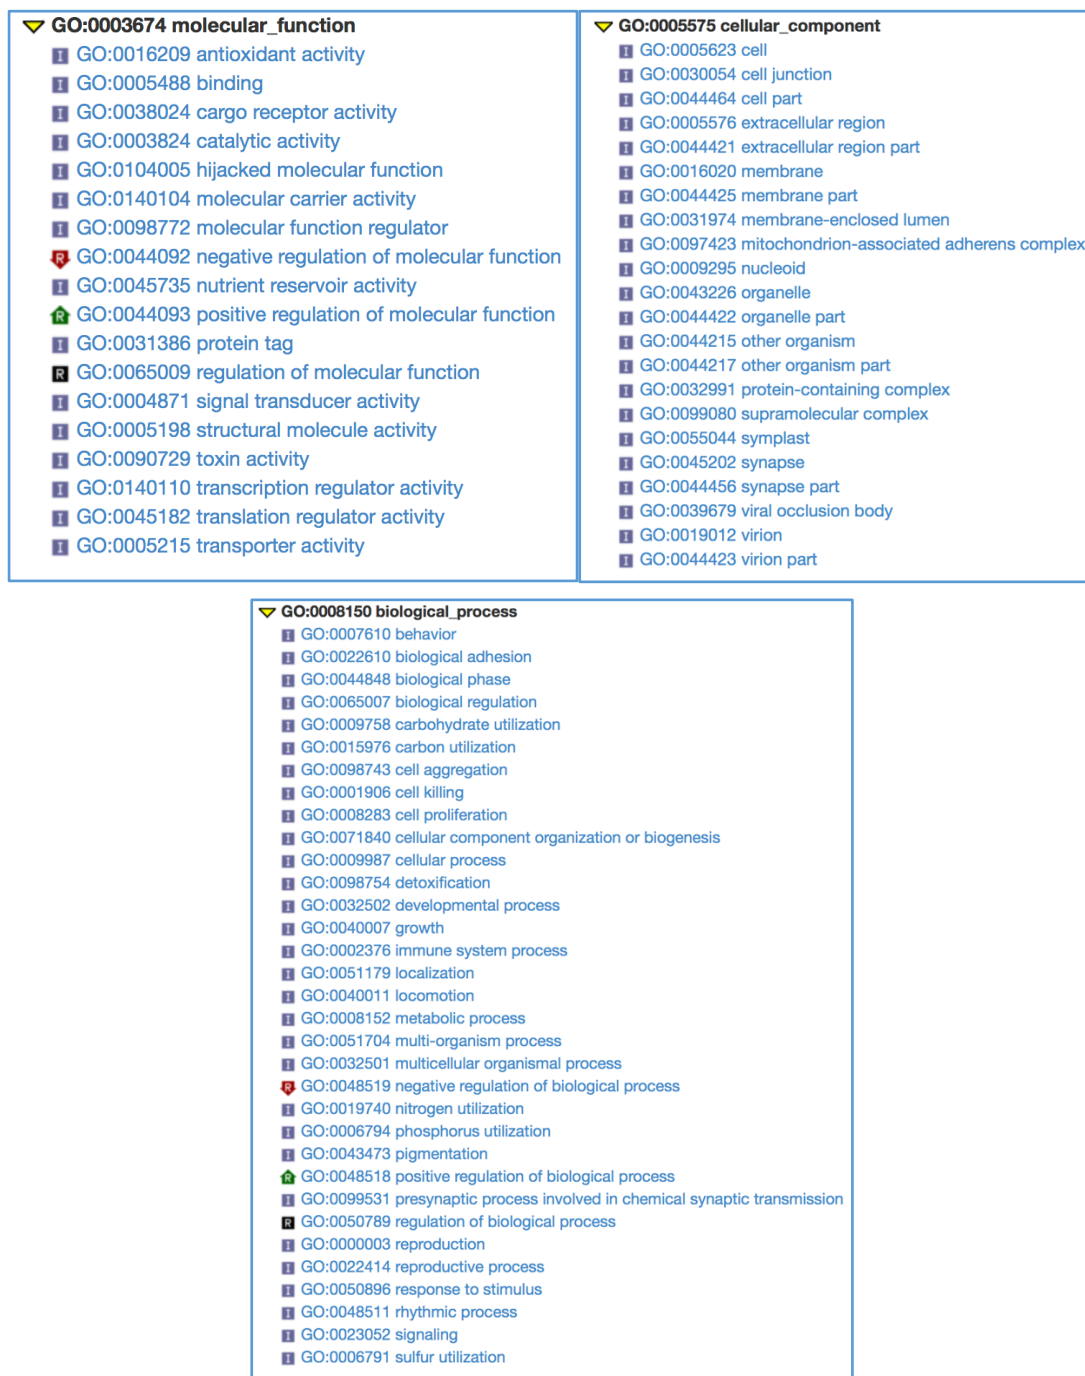 GO:0003674 molecular_function
I GO:0016209 antioxidant activity
I GO:0005488 binding
I GO:0038024 cargo receptor activity
I GO:0003824 catalytic activity
I GO:0104005 hijacked molecular function
I GO:0140104 molecular carrier activity
I GO:0098772 molecular function regulator
R GO:0044092 negative regulation of molecular function
I GO:0045735 nutrient reservoir activity
R GO:0044093 positive regulation of molecular function
I GO:0031386 protein tag
R GO:0065009 regulation of molecular function
I GO:0004871 signal transducer activity
I GO:0005198 structural molecule activity
I GO:0090729 toxin activity
I GO:0140110 transcription regulator activity
I GO:0045182 translation regulator activity
I GO:0005215 transporter activity
GO:0005575 cellular_component
I GO:0005623 cell
I GO:0030054 cell junction
I GO:0044464 cell part
I GO:0005576 extracellular region
I GO:0044421 extracellular region part
I GO:0016020 membrane
I GO:0044425 membrane part
I GO:0031974 membrane-enclosed lumen
I GO:0097423 mitochondrion-associated adherens complex
I GO:0009295 nucleoid
I GO:0043226 organelle
I GO:0044422 organelle part
I GO:0044215 other organism
I GO:0044217 other organism part
I GO:0032991 protein-containing complex
I GO:0099080 supramolecular complex
I GO:0055044 symplast
I GO:0045202 synapse
I GO:0044456 synapse part
I GO:0039679 viral occlusion body
I GO:0019012 virion
I GO:0044423 virion part
GO:0008150 biological_process
I GO:0007610 behavior
I GO:0022610 biological adhesion
I GO:0044848 biological phase
I GO:0065007 biological regulation
I GO:0009758 carbohydrate utilization
I GO:0015976 carbon utilization
I GO:0098743 cell aggregation
I GO:0001906 cell killing
I GO:0008283 cell proliferation
I GO:0071840 cellular component organization or biogenesis
I GO:0009987 cellular process
I GO:0098754 detoxification
I GO:0032502 developmental process
I GO:0040007 growth
I GO:0002376 immune system process
I GO:0051179 localization
I GO:0040011 locomotion
I GO:0008152 metabolic process
I GO:0051704 multi-organism process
I GO:0032501 multicellular organismal process
R GO:0048519 negative regulation of biological process
I GO:0019740 nitrogen utilization
I GO:0006794 phosphorus utilization
I GO:0043473 pigmentation
R GO:0048518 positive regulation of biological process
I GO:0099531 presynaptic process involved in chemical synaptic transmission
R GO:0050789 regulation of biological process
I GO:0000003 reproduction
I GO:0022414 reproductive process
I GO:0050896 response to stimulus
I GO:0048511 rhythmic process
I GO:0023052 signaling
I GO:0006791 sulfur utilization